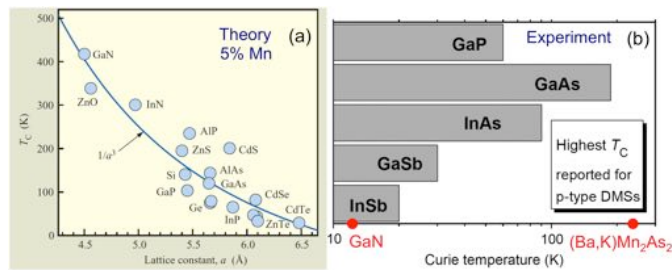 Theory
5% Mn
(a)
500
400
300
200
100
0
T_C (K)
GaN
ZnO
InN
AlP
ZnS
CdS
1/a³
Si
AlAs
GaAs
GaP
CdSe
Ge
InP
CdTe
ZnTe
4.5
5.0
5.5
6.0
6.5
Lattice constant, a (Å)
Experiment
(b)
GaP
GaAs
InAs
GaSb
InSb
Highest T_C
reported for
p-type DMSs
10
100
GaN
(Ba,K)Mn₂As₂
Curie temperature (K)